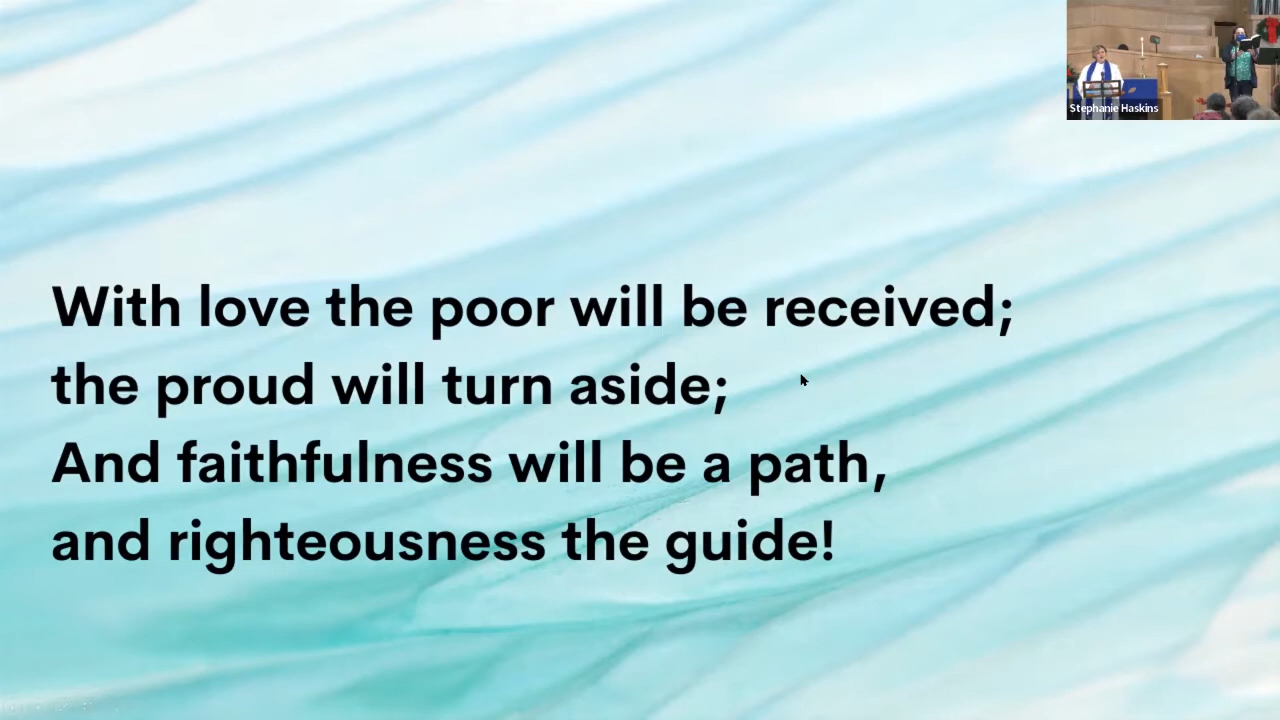 Stephanie Haskins
With love the poor will be received;
the proud will turn aside;
And faithfulness will be a path,
and righteousness the guide!